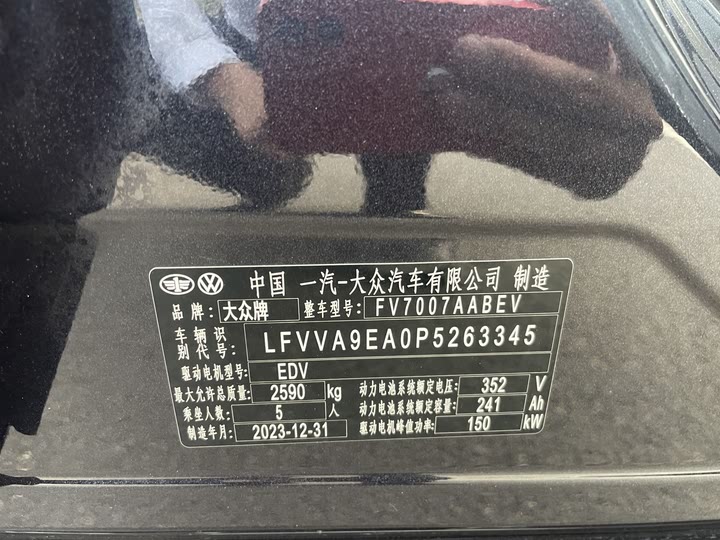 中国 一汽-大众汽车有限公司 制造
品牌: 大众牌 整车型号: FV7007AABEV
车辆识别代号: LFVVA9EA0P5263345
驱动电机型号: EDV
最大允许总质量: 2590 kg 动力电池系统额定电压: 352 V
乘坐人数: 5 人 动力电池系统额定容量: 241 Ah
制造年月: 2023-12-31 驱动电机峰值功率: 150 kW